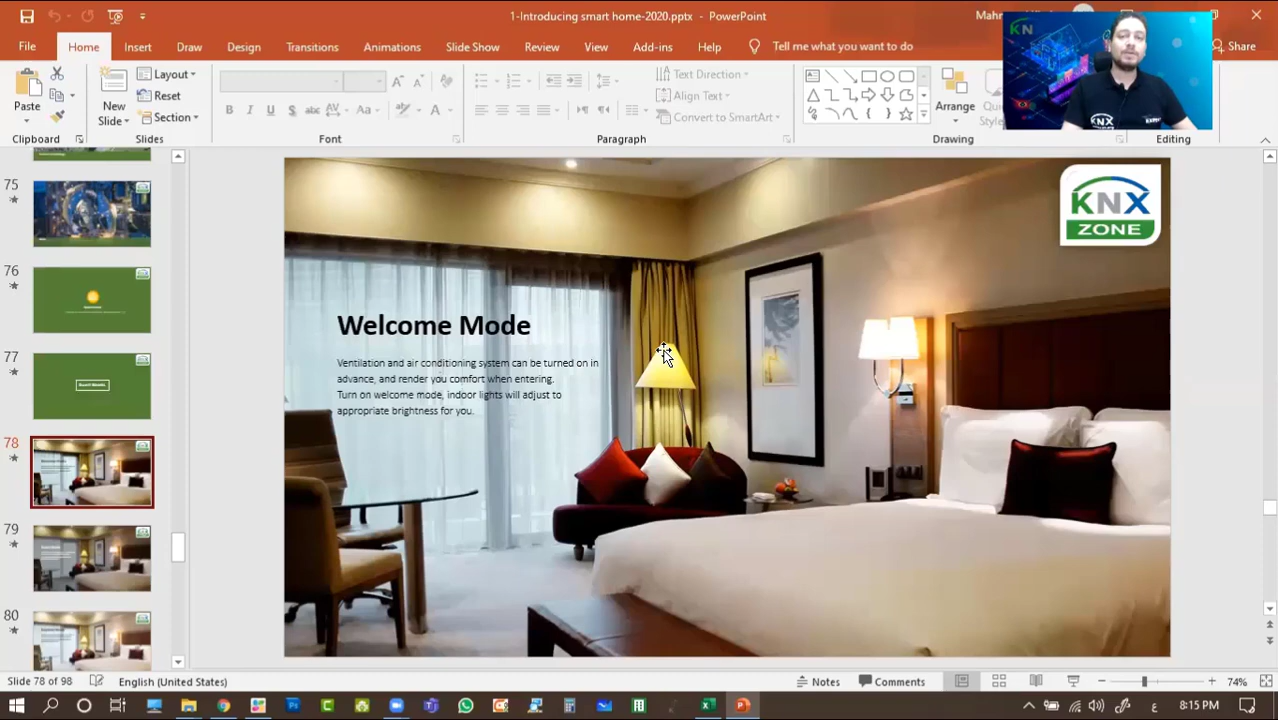 1-Introducing smart home-2020.pptx - PowerPoint
File
Home
Insert
Draw
Design
Transitions
Animations
Slide Show
Review
View
Add-ins
Help
Tell me what you want to do
Share
Paste
New
Slide
Layout
Reset
Section
B I U S abc AV Aa A
Text Direction
Align Text
Convert to SmartArt
Arrange
Clipboard
Slides
Font
Paragraph
Drawing
Editing
KN
KNX
75
76
77
78
79
80
KNX
ZONE
Welcome Mode
Ventilation and air conditioning system can be turned on in
advance, and render you comfort when entering.
Turn on welcome mode, indoor lights will adjust to
appropriate brightness for you.
Slide 78 of 98
English (United States)
Notes
Comments
74%
ع
8:15 PM